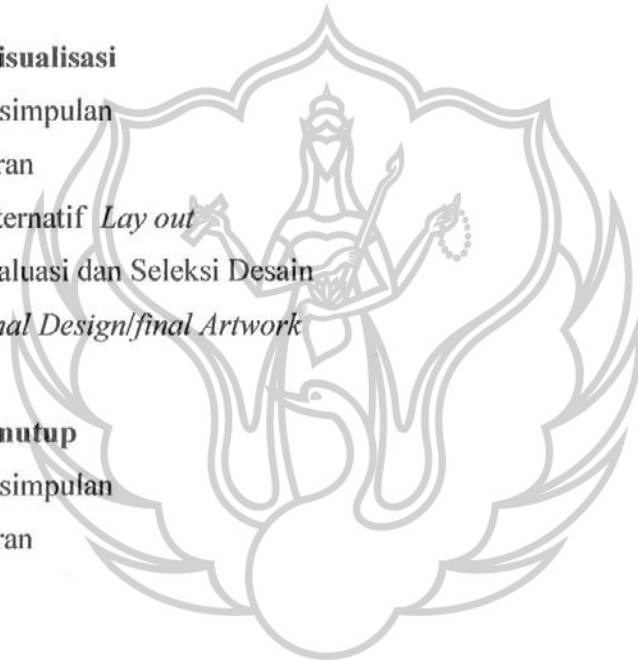 isualisasi
simpulan
ran
ternatif Lay out
aluasi dan Seleksi Desain
nal Design/final Artwork
nutup
simpulan
ran